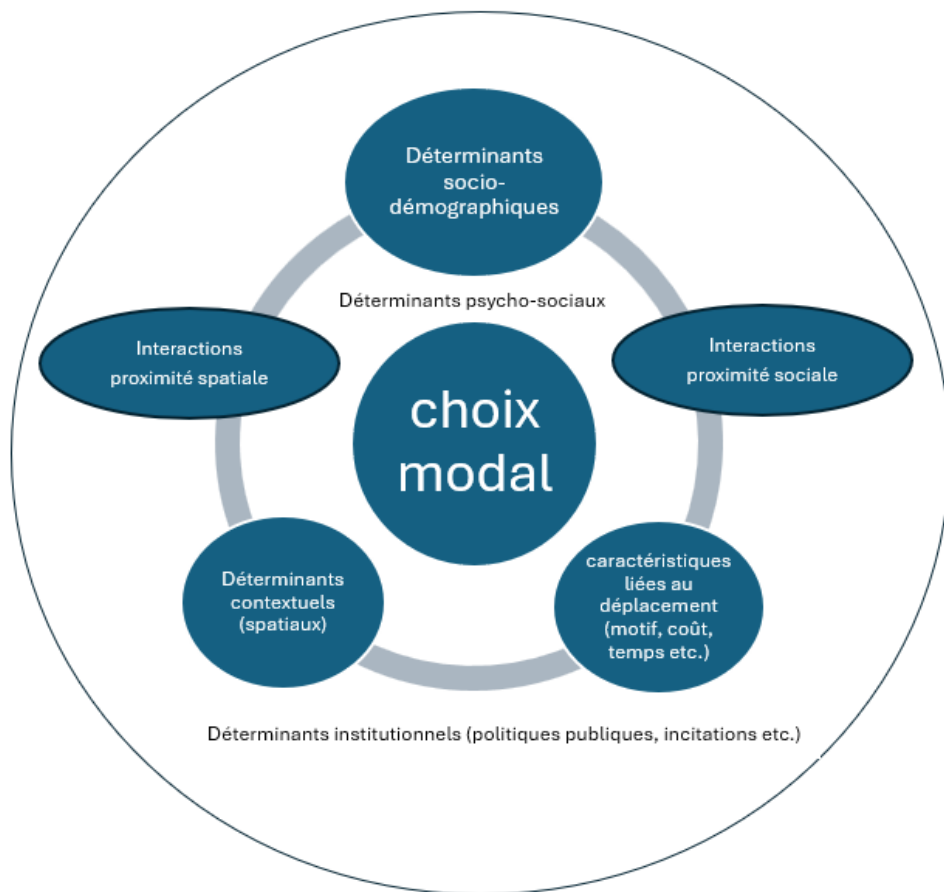 Déterminants
socio-
démographiques
Déterminants psycho-sociaux
Interactions
proximité spatiale
Interactions
proximité sociale
choix
modal
Déterminants
contextuels
(spatiaux)
caractéristiques
liées au
déplacement
(motif, coût,
temps etc.)
Déterminants institutionnels (politiques publiques, incitations etc.)